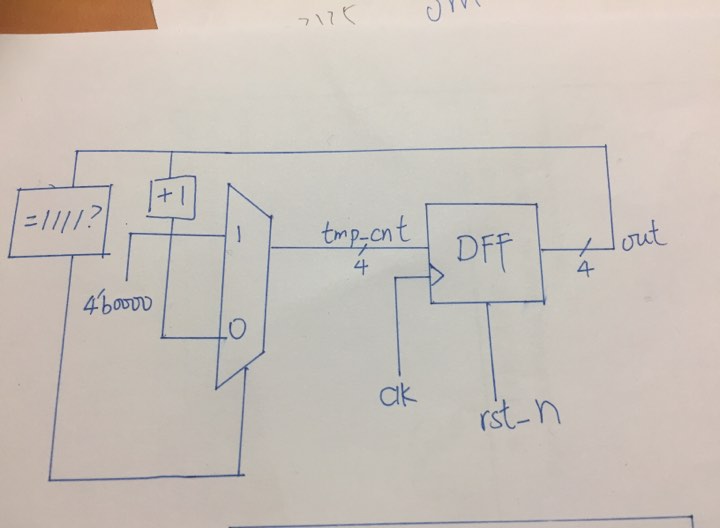 +1
=1111?
1
tmp_cnt
4
DFF
out
4
4'b0000
0
clk
rst_n